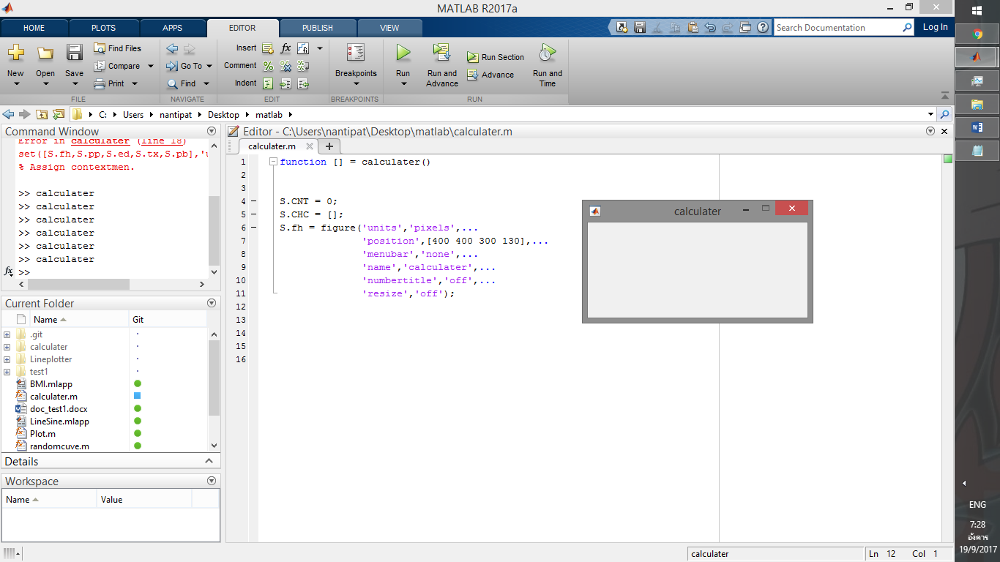 MATLAB R2017a
HOME PLOTS APPS EDITOR PUBLISH VIEW
Search Documentation
Log In
New Open Save
Find Files
Compare
Print
FILE
Go To
Find
NAVIGATE
Insert fx
Comment
Indent
EDIT
Breakpoints
BREAKPOINTS
Run
Run and Advance
Run Section
Advance
Run and Time
RUN
C: Users nantipat Desktop matlab
Command Window
Error in calculater (line 18)
set([S.fh,S.pp,S.ed,S.tx,S.pb],'
% Assign contextmen.
>> calculater
>> calculater
>> calculater
>> calculater
>> calculater
>> calculater
fx >>
Current Folder
Name Git
.git
calculater
Lineplotter
test1
BMI.mlapp
calculater.m
doc_test1.docx
LineSine.mlapp
Plot.m
randomcuve.m
Details
Workspace
Name Value
Editor - C:\Users\nantipat\Desktop\matlab\calculater.m
calculater.m
1 function [] = calculater()
2
3
4 S.CNT = 0;
5 S.CHC = [];
6 S.fh = figure('units','pixels',...
7 'position',[400 400 300 130],...
8 'menubar','none',...
9 'name','calculater',...
10 'numbertitle','off',...
11 'resize','off');
12
13
14
15
16
calculater
calculater
Ln 12 Col 1
ENG
7:28
อังคาร
19/9/2017